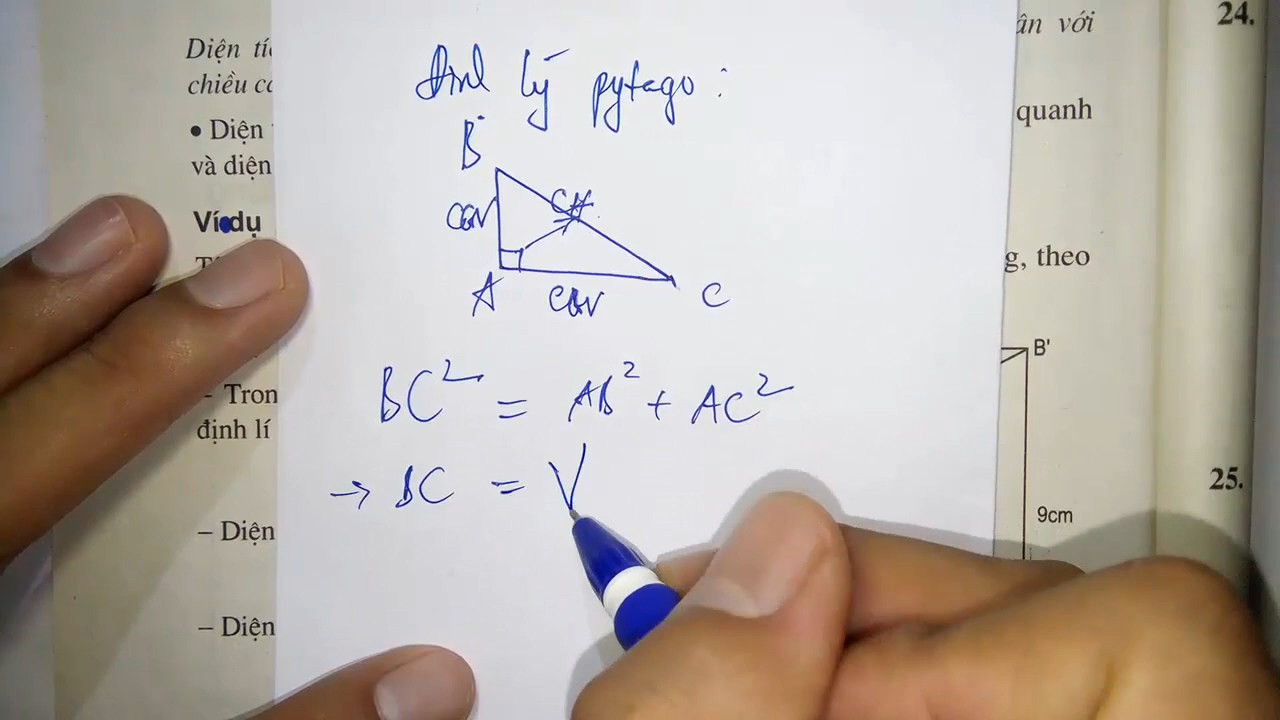 Định lý pytago:
B
CGV
CH
A
CGV
C
BC² = AB² + AC²
→ BC = √
Diện tí
chiều c
• Diện
và diện
Ví dụ
– Tron
định lí
– Diện
– Diện
ân với
quanh
g, theo
B'
9cm
24.
25.